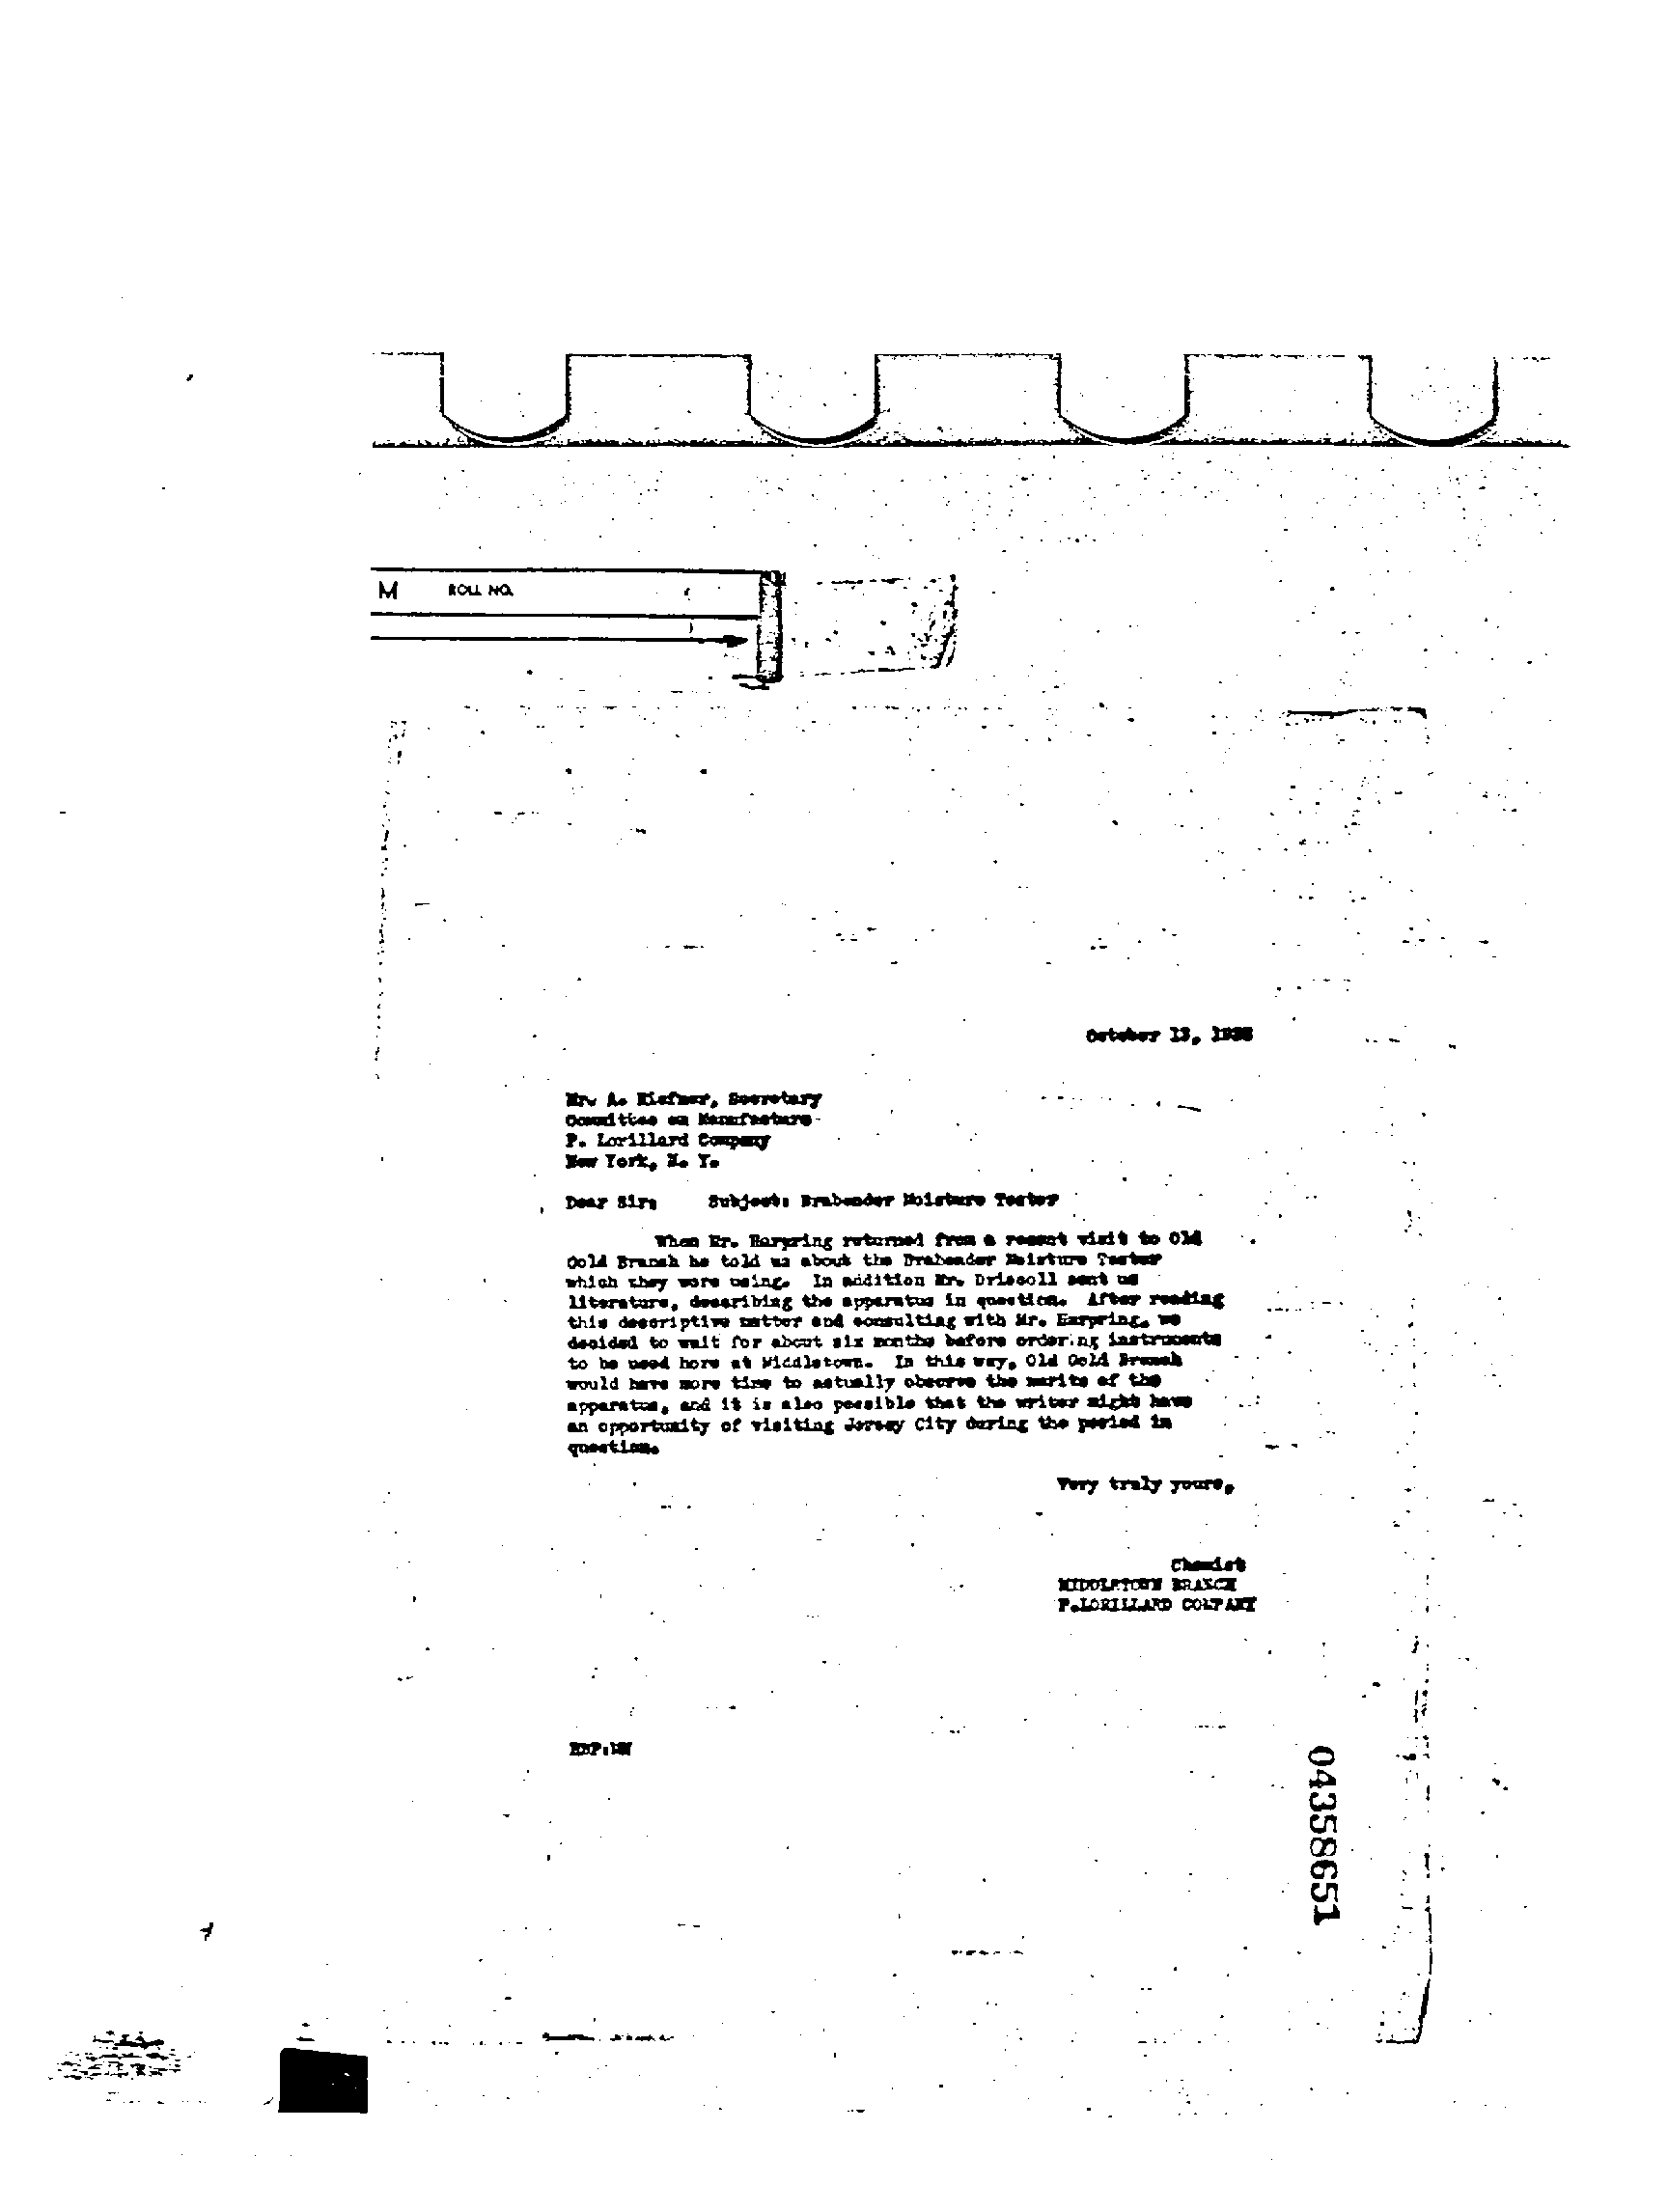 M ROLL NO.
October 13,
Mr. A. Kiefner, Secretary
Committee on Manufacture
P. Lorillard Company
New York, N. Y.
Dear Sir: Subject: Brabender Moisture Tester
When Mr. Harpring returned from a recent visit to Old
Gold Branch he told us about the Brabender Moisture Tester
which they were using. In addition Mr. Driscoll sent us
literature, describing the apparatus in question. After reading
this descriptive matter and consulting with Mr. Harpring, we
decided to wait for about six months before ordering instruments
to be used here at Middletown. In this way, Old Gold Branch
would have more time to actually observe the merits of the
apparatus, and it is also possible that the writer might have
an opportunity of visiting Jersey City during the period in
question.
Very truly yours,
Chemist
MIDDLETOWN BRANCH
P.LORILLARD COMPANY
04358651